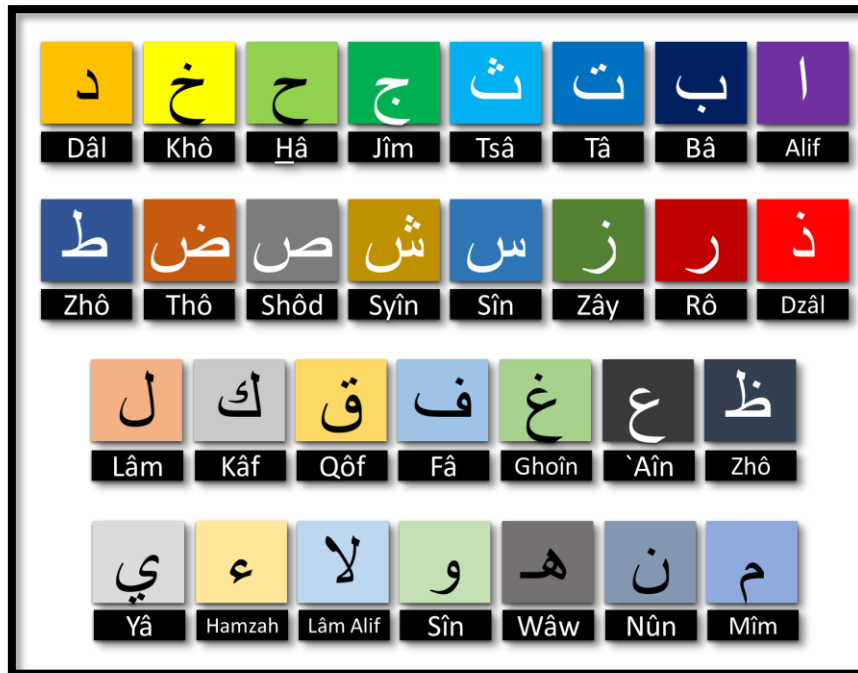 ا ب ت ث ج ح خ د
Alif Bâ Tâ Tsâ Jîm Hâ Khô Dâl
ذ ر ز س ش ص ض ط
Dzâl Rô Zây Sîn Syîn Shôd Thô Zhô
ظ ع غ ف ق ك ل
Zhô `Aîn Ghoîn Fâ Qôf Kâf Lâm
م ن هـ و لا ء ي
Mîm Nûn Wâw Sîn Lâm Alif Hamzah Yâ